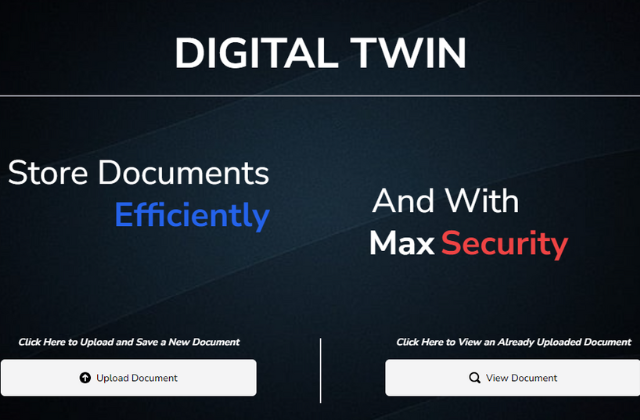 DIGITAL TWIN
Store Documents
Efficiently
And With
Max Security
Click Here to Upload and Save a New Document
Upload Document
Click Here to View an Already Uploaded Document
View Document